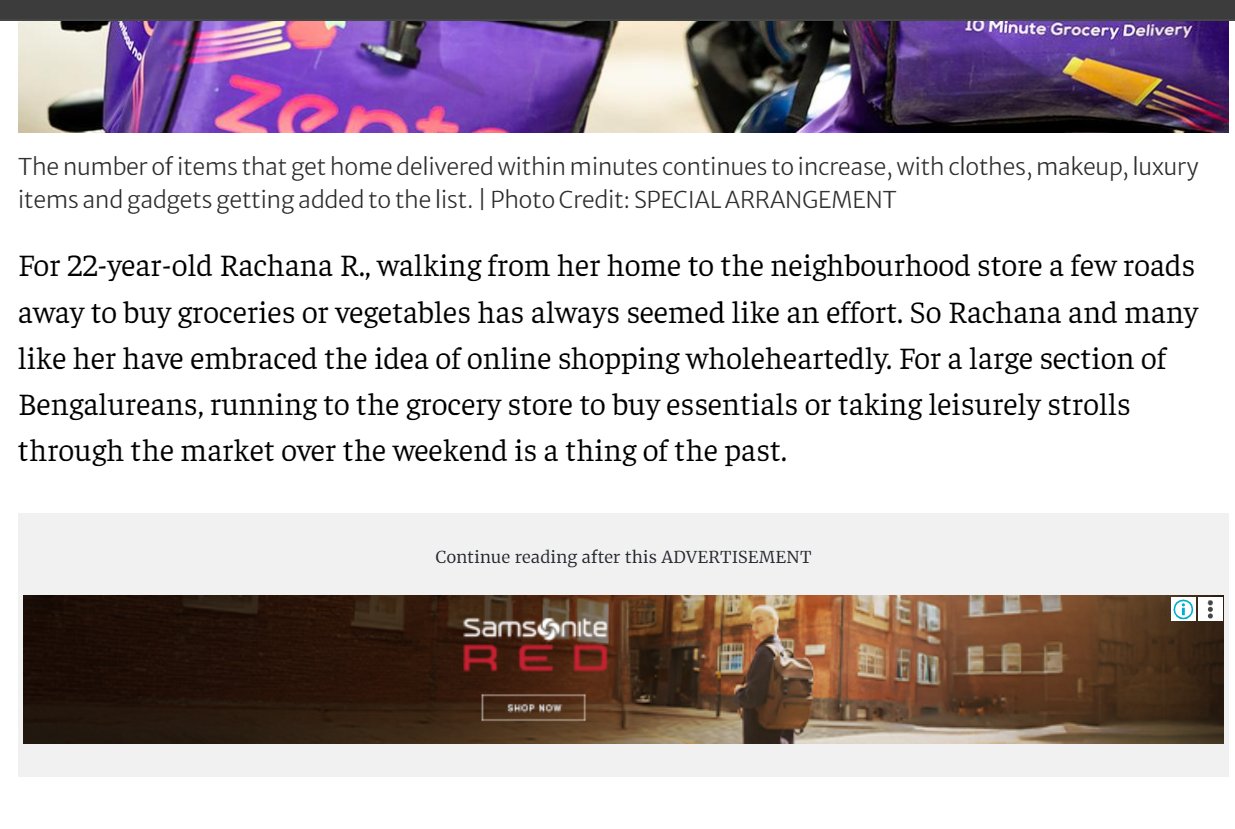 10 Minute Grocery Delivery
zepto
The number of items that get home delivered within minutes continues to increase, with clothes, makeup, luxury
items and gadgets getting added to the list. | Photo Credit: SPECIAL ARRANGEMENT
For 22-year-old Rachana R., walking from her home to the neighbourhood store a few roads
away to buy groceries or vegetables has always seemed like an effort. So Rachana and many
like her have embraced the idea of online shopping wholeheartedly. For a large section of
Bengalureans, running to the grocery store to buy essentials or taking leisurely strolls
through the market over the weekend is a thing of the past.
Continue reading after this ADVERTISEMENT
Samsonite
RED
SHOP NOW